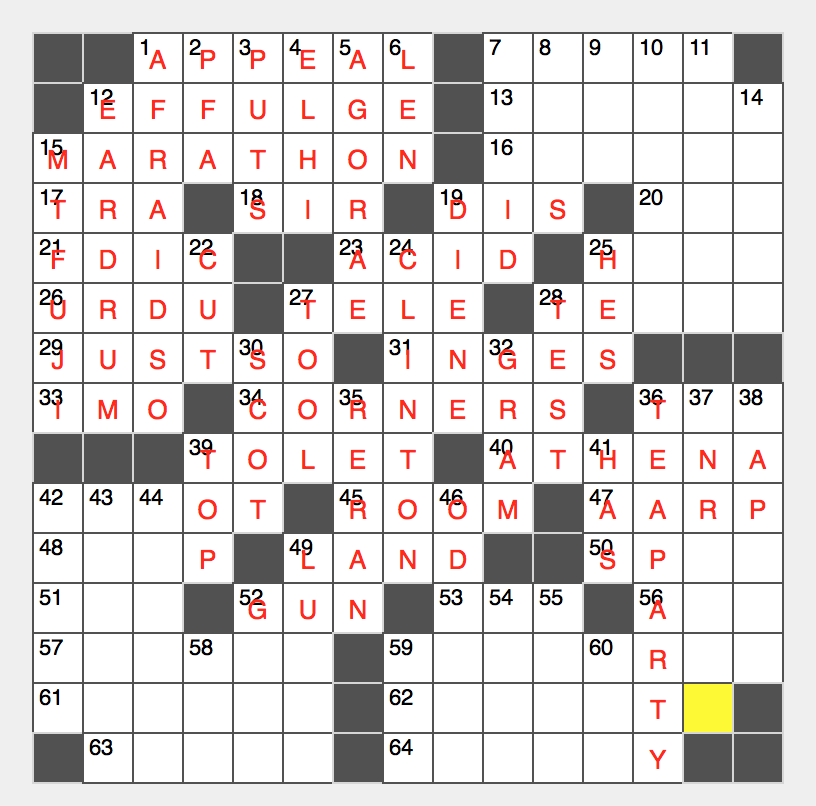 1 A 2 P 3 P 4 E 5 A 6 L 7 8 9 10 11
12 E F F U L G E 13 14
15 M A R A T H O N 16
17 T R A 18 S I R 19 D I S 20
21 F D I 22 C 23 A 24 C I D 25 H
26 U R D U 27 T E L E 28 T E
29 J U S T 30 S O 31 I N 32 G E S
33 I M O 34 C O 35 R N E R S 36 T 37 38
39 T O L E T 40 A T 41 H E N A
42 43 44 O T 45 R O 46 O M 47 A A R P
48 P 49 L A N D 50 S P
51 52 G U N 53 54 55 56 A
57 58 59 60 R
61 62 T
63 64 Y